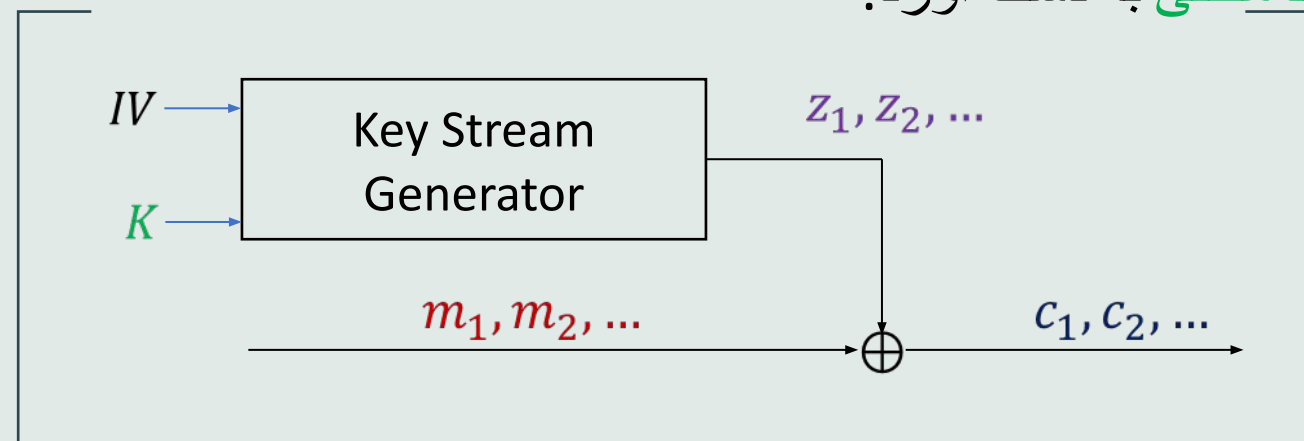 IV
Key Stream
Generator
z₁, z₂, ...
K
m₁, m₂, ...
c₁, c₂, ...
⊕